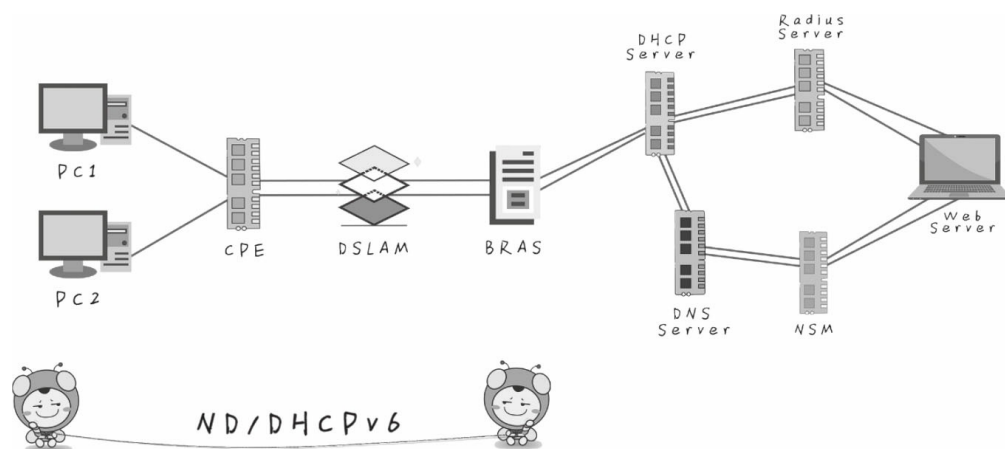 Radius
Server
DHCP
Server
PC1
CPE
DSLAM
BRAS
Web
Server
PC2
DNS
Server
NSM
ND/DHCPv6